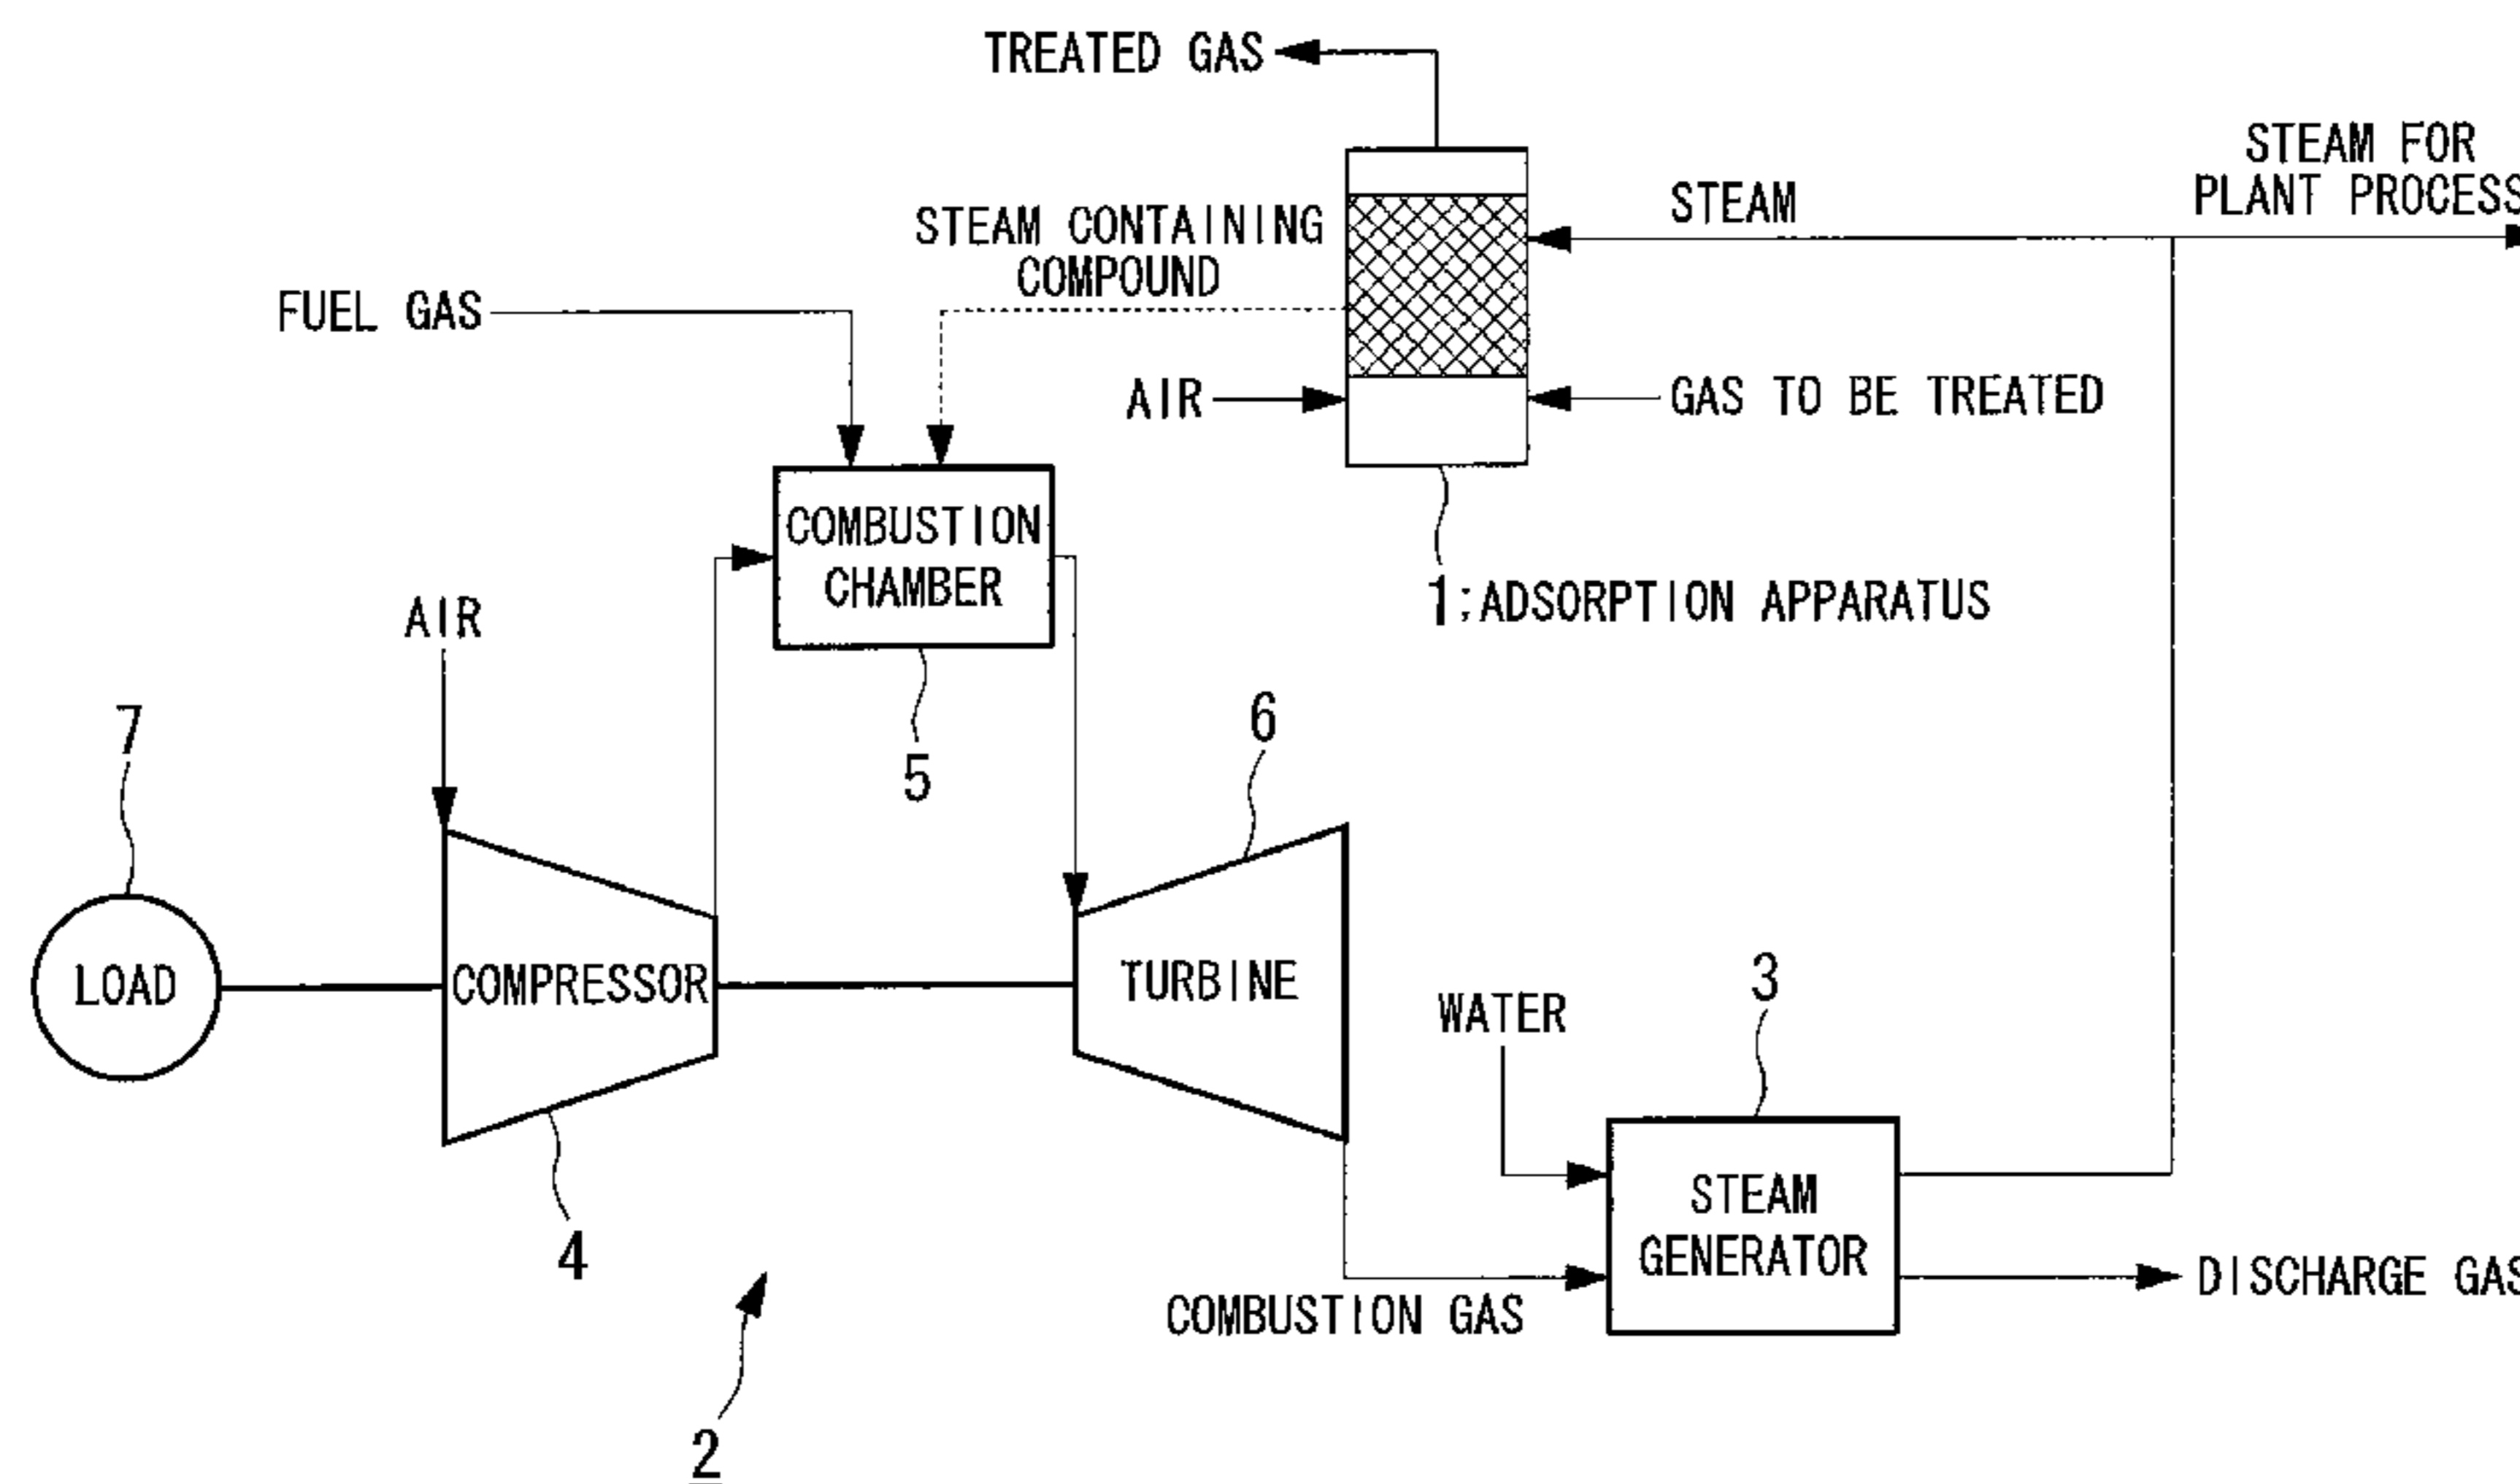 TREATED GAS
STEAM FOR
PLANT PROCESS
STEAM
STEAM CONTAINING
COMPOUND
FUEL GAS
AIR
GAS TO BE TREATED
COMBUSTION
CHAMBER
1;ADSORPTION APPARATUS
AIR
7
6
5
LOAD
COMPRESSOR
TURBINE
3
WATER
STEAM
GENERATOR
4
DISCHARGE GAS
COMBUSTION GAS
2